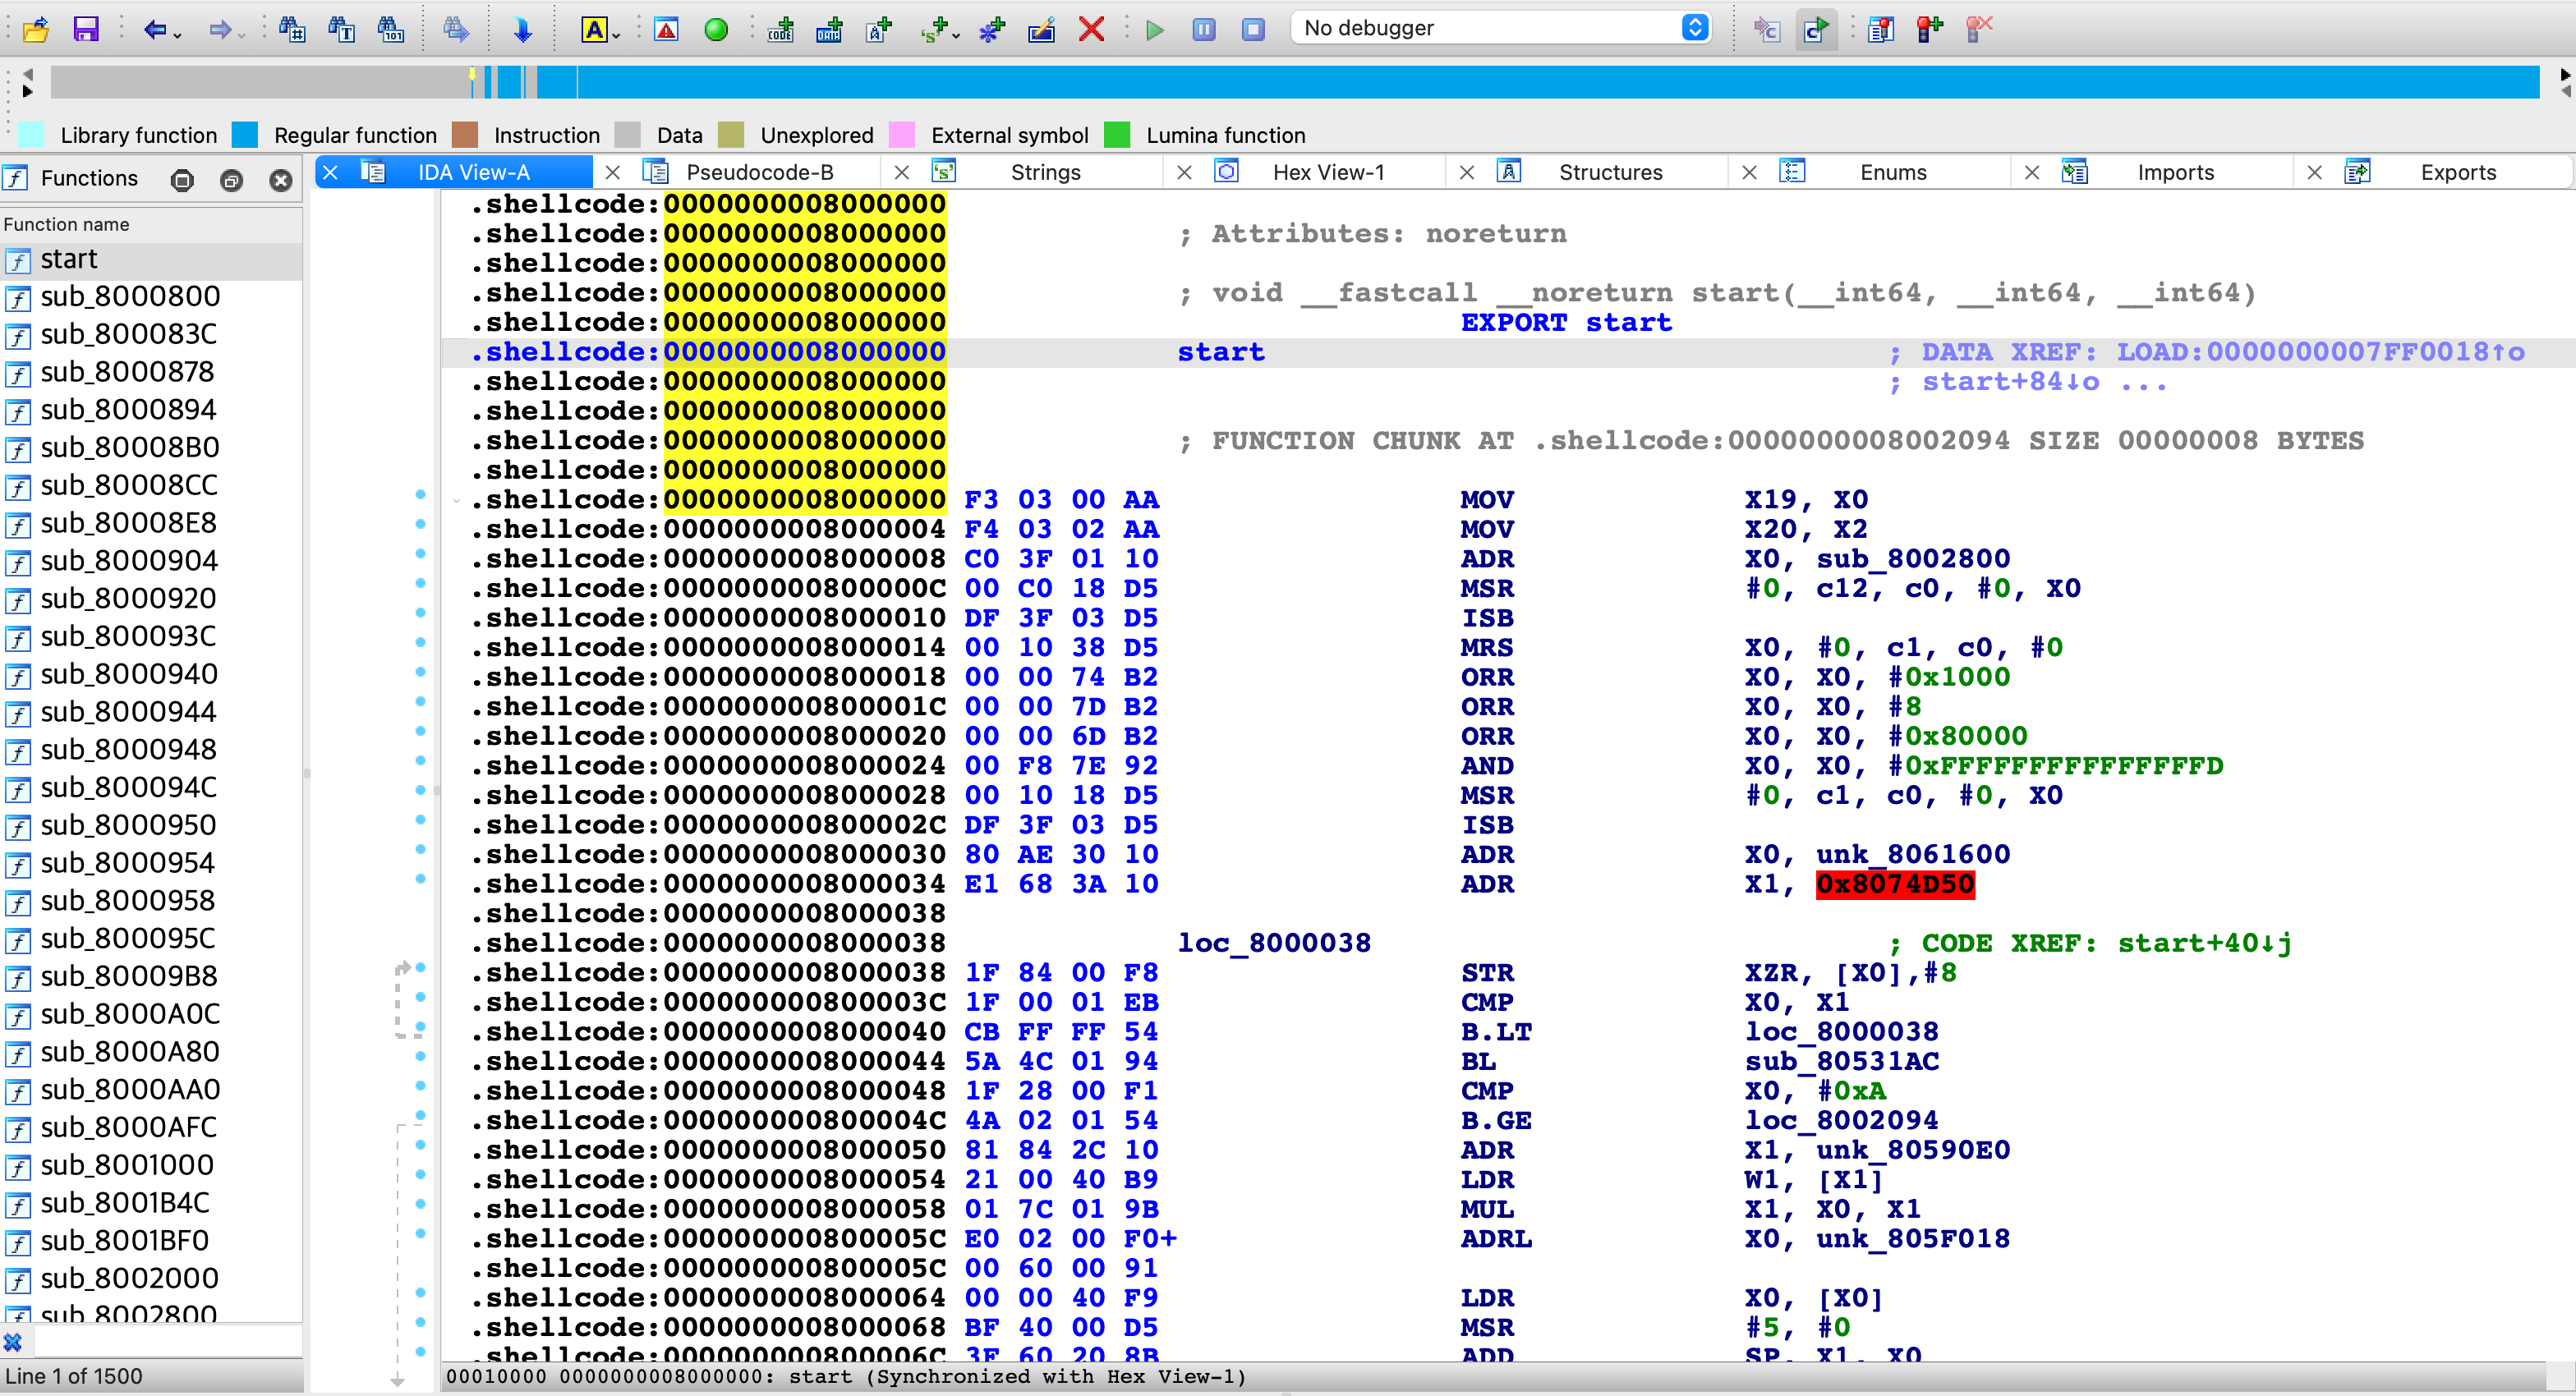 No debugger
Library function Regular function Instruction Data Unexplored External symbol Lumina function
Functions
IDA View-A Pseudocode-B Strings Hex View-1 Structures Enums Imports Exports
Function name
start
sub_8000800
sub_800083C
sub_8000878
sub_8000894
sub_80008B0
sub_80008CC
sub_80008E8
sub_8000904
sub_8000920
sub_800093C
sub_8000940
sub_8000944
sub_8000948
sub_800094C
sub_8000950
sub_8000954
sub_8000958
sub_800095C
sub_80009B8
sub_8000A0C
sub_8000A80
sub_8000AA0
sub_8000AFC
sub_8001000
sub_8001B4C
sub_8001BF0
sub_8002000
sub_8002800
Line 1 of 1500
.shellcode:0000000008000000
.shellcode:0000000008000000 ; Attributes: noreturn
.shellcode:0000000008000000
.shellcode:0000000008000000 ; void __fastcall __noreturn start(__int64, __int64, __int64)
.shellcode:0000000008000000 EXPORT start
.shellcode:0000000008000000 start ; DATA XREF: LOAD:0000000007FF0018↑o
.shellcode:0000000008000000 ; start+84↓o ...
.shellcode:0000000008000000
.shellcode:0000000008000000 ; FUNCTION CHUNK AT .shellcode:0000000008002094 SIZE 00000008 BYTES
.shellcode:0000000008000000
.shellcode:0000000008000000 F3 03 00 AA MOV X19, X0
.shellcode:0000000008000004 F4 03 02 AA MOV X20, X2
.shellcode:0000000008000008 C0 3F 01 10 ADR X0, sub_8002800
.shellcode:000000000800000C 00 C0 18 D5 MSR #0, c12, c0, #0, X0
.shellcode:0000000008000010 DF 3F 03 D5 ISB
.shellcode:0000000008000014 00 10 38 D5 MRS X0, #0, c1, c0, #0
.shellcode:0000000008000018 00 00 74 B2 ORR X0, X0, #0x1000
.shellcode:000000000800001C 00 00 7D B2 ORR X0, X0, #8
.shellcode:0000000008000020 00 00 6D B2 ORR X0, X0, #0x80000
.shellcode:0000000008000024 00 F8 7E 92 AND X0, X0, #0xFFFFFFFFFFFFFFFD
.shellcode:0000000008000028 00 10 18 D5 MSR #0, c1, c0, #0, X0
.shellcode:000000000800002C DF 3F 03 D5 ISB
.shellcode:0000000008000030 80 AE 30 10 ADR X0, unk_8061600
.shellcode:0000000008000034 E1 68 3A 10 ADR X1, 0x8074D50
.shellcode:0000000008000038
.shellcode:0000000008000038 loc_8000038 ; CODE XREF: start+40↓j
.shellcode:0000000008000038 1F 84 00 F8 STR XZR, [X0],#8
.shellcode:000000000800003C 1F 00 01 EB CMP X0, X1
.shellcode:0000000008000040 CB FF FF 54 B.LT loc_8000038
.shellcode:0000000008000044 5A 4C 01 94 BL sub_80531AC
.shellcode:0000000008000048 1F 28 00 F1 CMP X0, #0xA
.shellcode:000000000800004C 4A 02 01 54 B.GE loc_8002094
.shellcode:0000000008000050 81 84 2C 10 ADR X1, unk_80590E0
.shellcode:0000000008000054 21 00 40 B9 LDR W1, [X1]
.shellcode:0000000008000058 01 7C 01 9B MUL X1, X0, X1
.shellcode:000000000800005C E0 02 00 F0+ ADRL X0, unk_805F018
.shellcode:000000000800005C 00 60 00 91
.shellcode:0000000008000064 00 00 40 F9 LDR X0, [X0]
.shellcode:0000000008000068 BF 40 00 D5 MSR #5, #0
.shellcode:000000000800006C 3F 60 20 8B ADD SP, X1, X0
00010000 0000000008000000: start (Synchronized with Hex View-1)